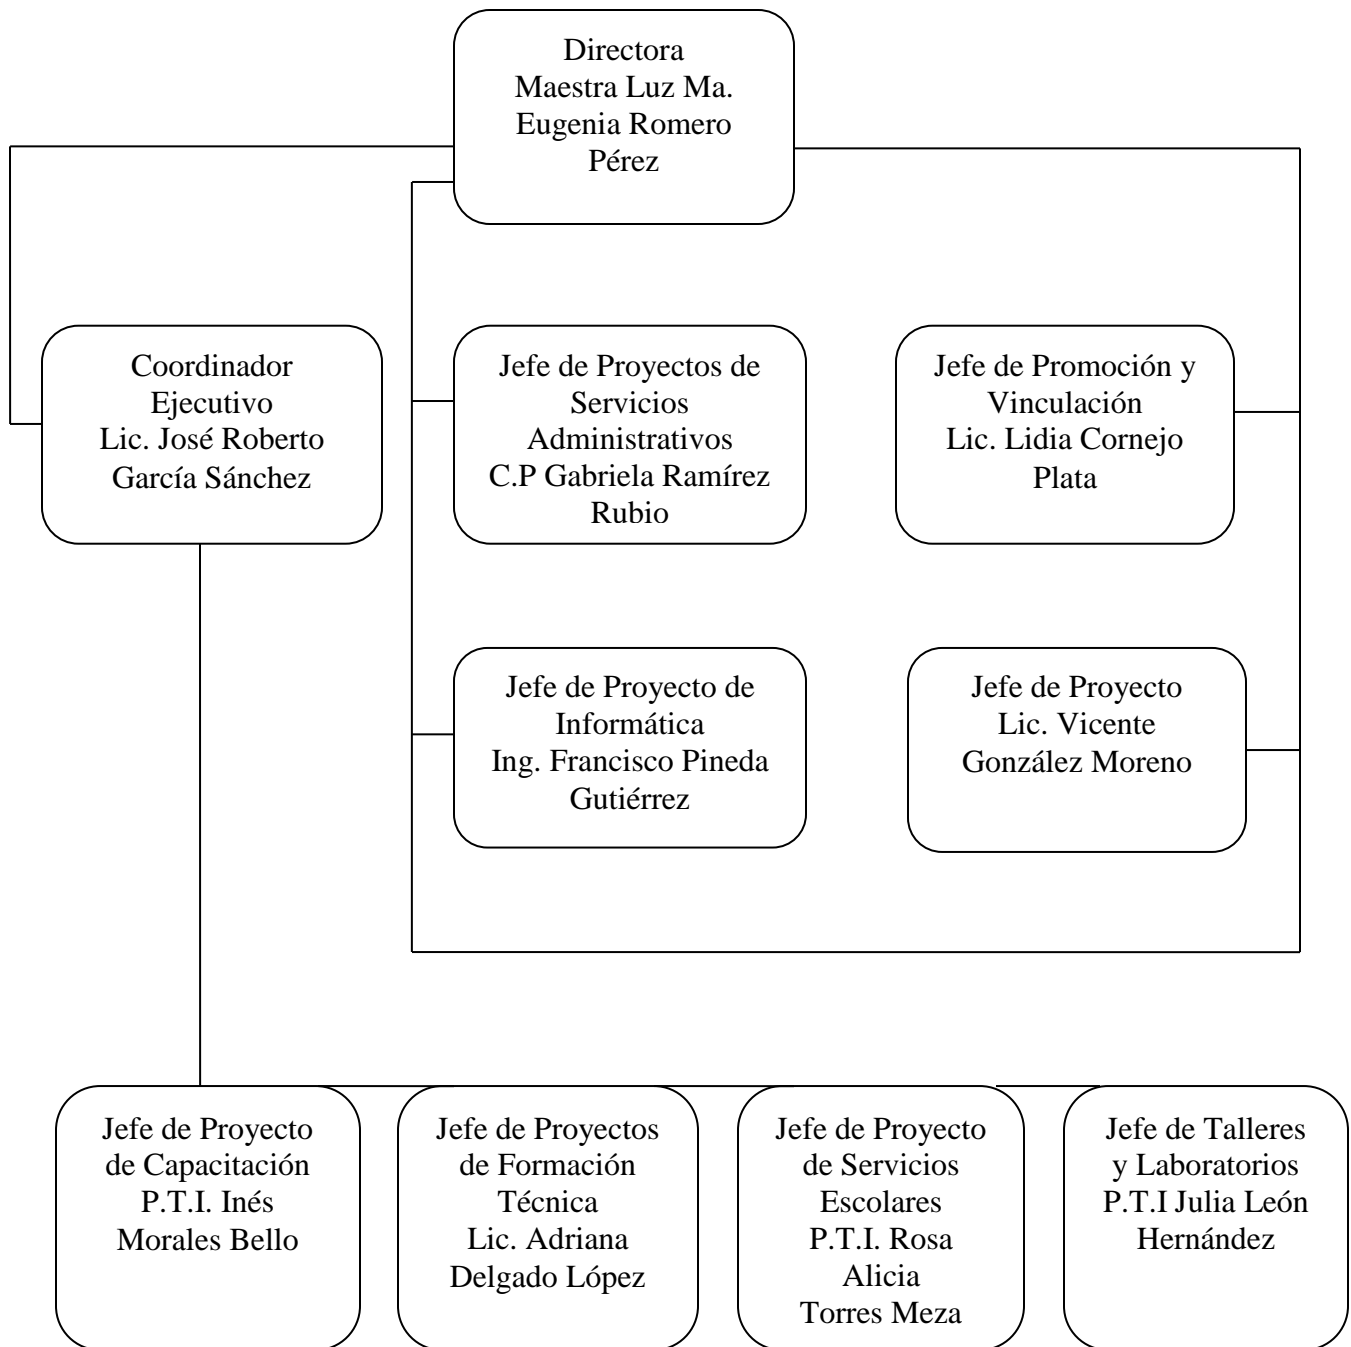 Directora
Maestra Luz Ma.
Eugenia Romero
Pérez
Coordinador
Ejecutivo
Lic. José Roberto
García Sánchez
Jefe de Proyectos de
Servicios
Administrativos
C.P Gabriela Ramírez
Rubio
Jefe de Promoción y
Vinculación
Lic. Lidia Cornejo
Plata
Jefe de Proyecto de
Informática
Ing. Francisco Pineda
Gutiérrez
Jefe de Proyecto
Lic. Vicente
González Moreno
Jefe de Proyecto
de Capacitación
P.T.I. Inés
Morales Bello
Jefe de Proyectos
de Formación
Técnica
Lic. Adriana
Delgado López
Jefe de Proyecto
de Servicios
Escolares
P.T.I. Rosa
Alicia
Torres Meza
Jefe de Talleres
y Laboratorios
P.T.I Julia León
Hernández